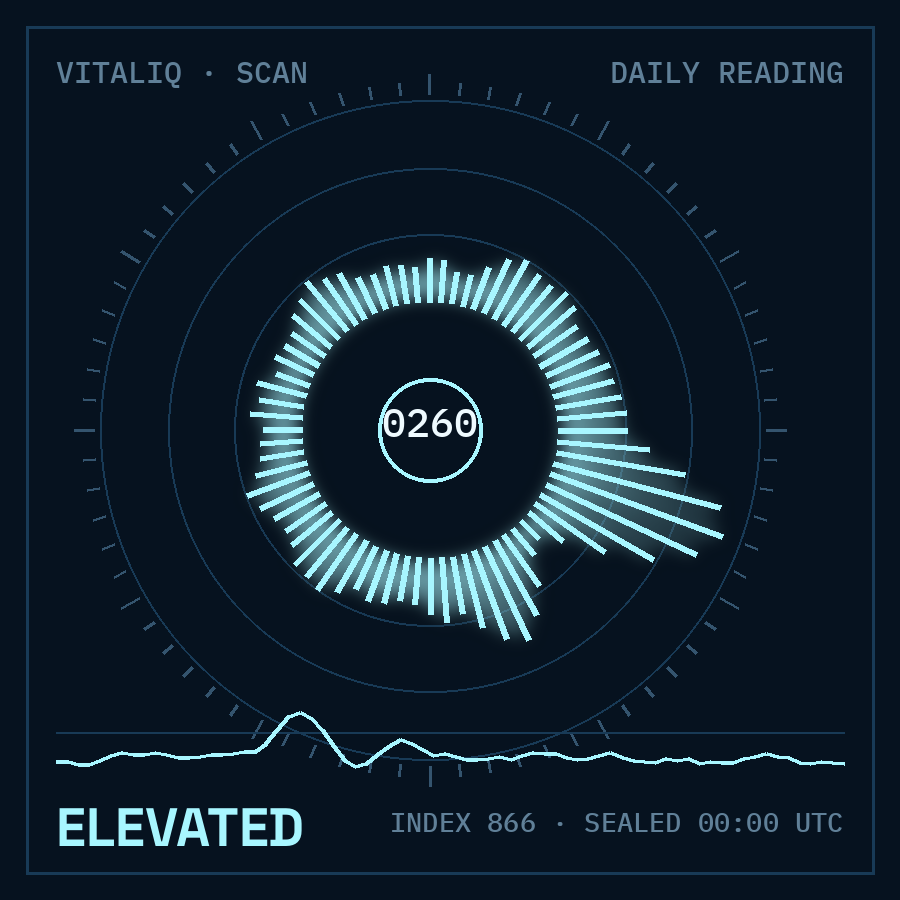 VITALIQ · SCAN
DAILY READING
0260
ELEVATED
INDEX 866 · SEALED 00:00 UTC